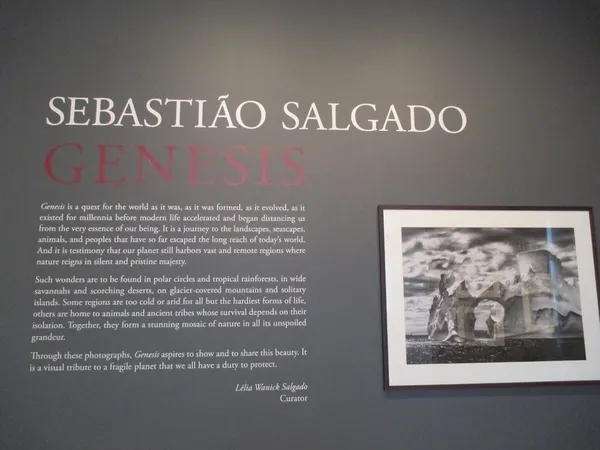 SEBASTIÃO SALGADO
GENESIS
Genesis is a quest for the world as it was, as it was formed, as it evolved, as it
existed for millennia before modern life accelerated and began distancing us
from the very essence of our being. It is a journey to the landscapes, seascapes,
animals, and peoples that have so far escaped the long reach of today's world.
And it is testimony that our planet still harbors vast and remote regions where
nature reigns in silent and pristine majesty.
Such wonders are to be found in polar circles and tropical rainforests, in wide
savannahs and scorching deserts, on glacier-covered mountains and solitary
islands. Some regions are too cold or arid for all but the hardiest forms of life,
others are home to animals and ancient tribes whose survival depends on their
isolation. Together, they form a stunning mosaic of nature in all its unspoiled
grandeur.
Through these photographs, Genesis aspires to show and to share this beauty. It
is a visual tribute to a fragile planet that we all have a duty to protect.
Lélia Wanick Salgado
Curator